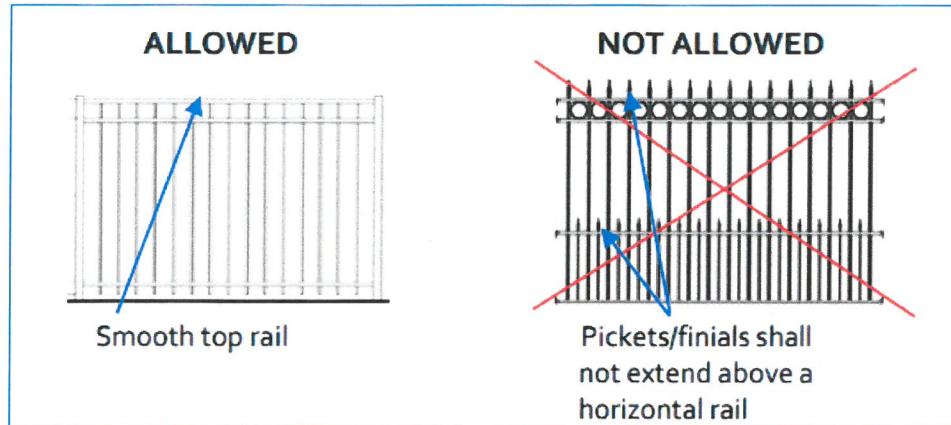 ALLOWED
NOT ALLOWED
Smooth top rail
Pickets/finials shall
not extend above a
horizontal rail